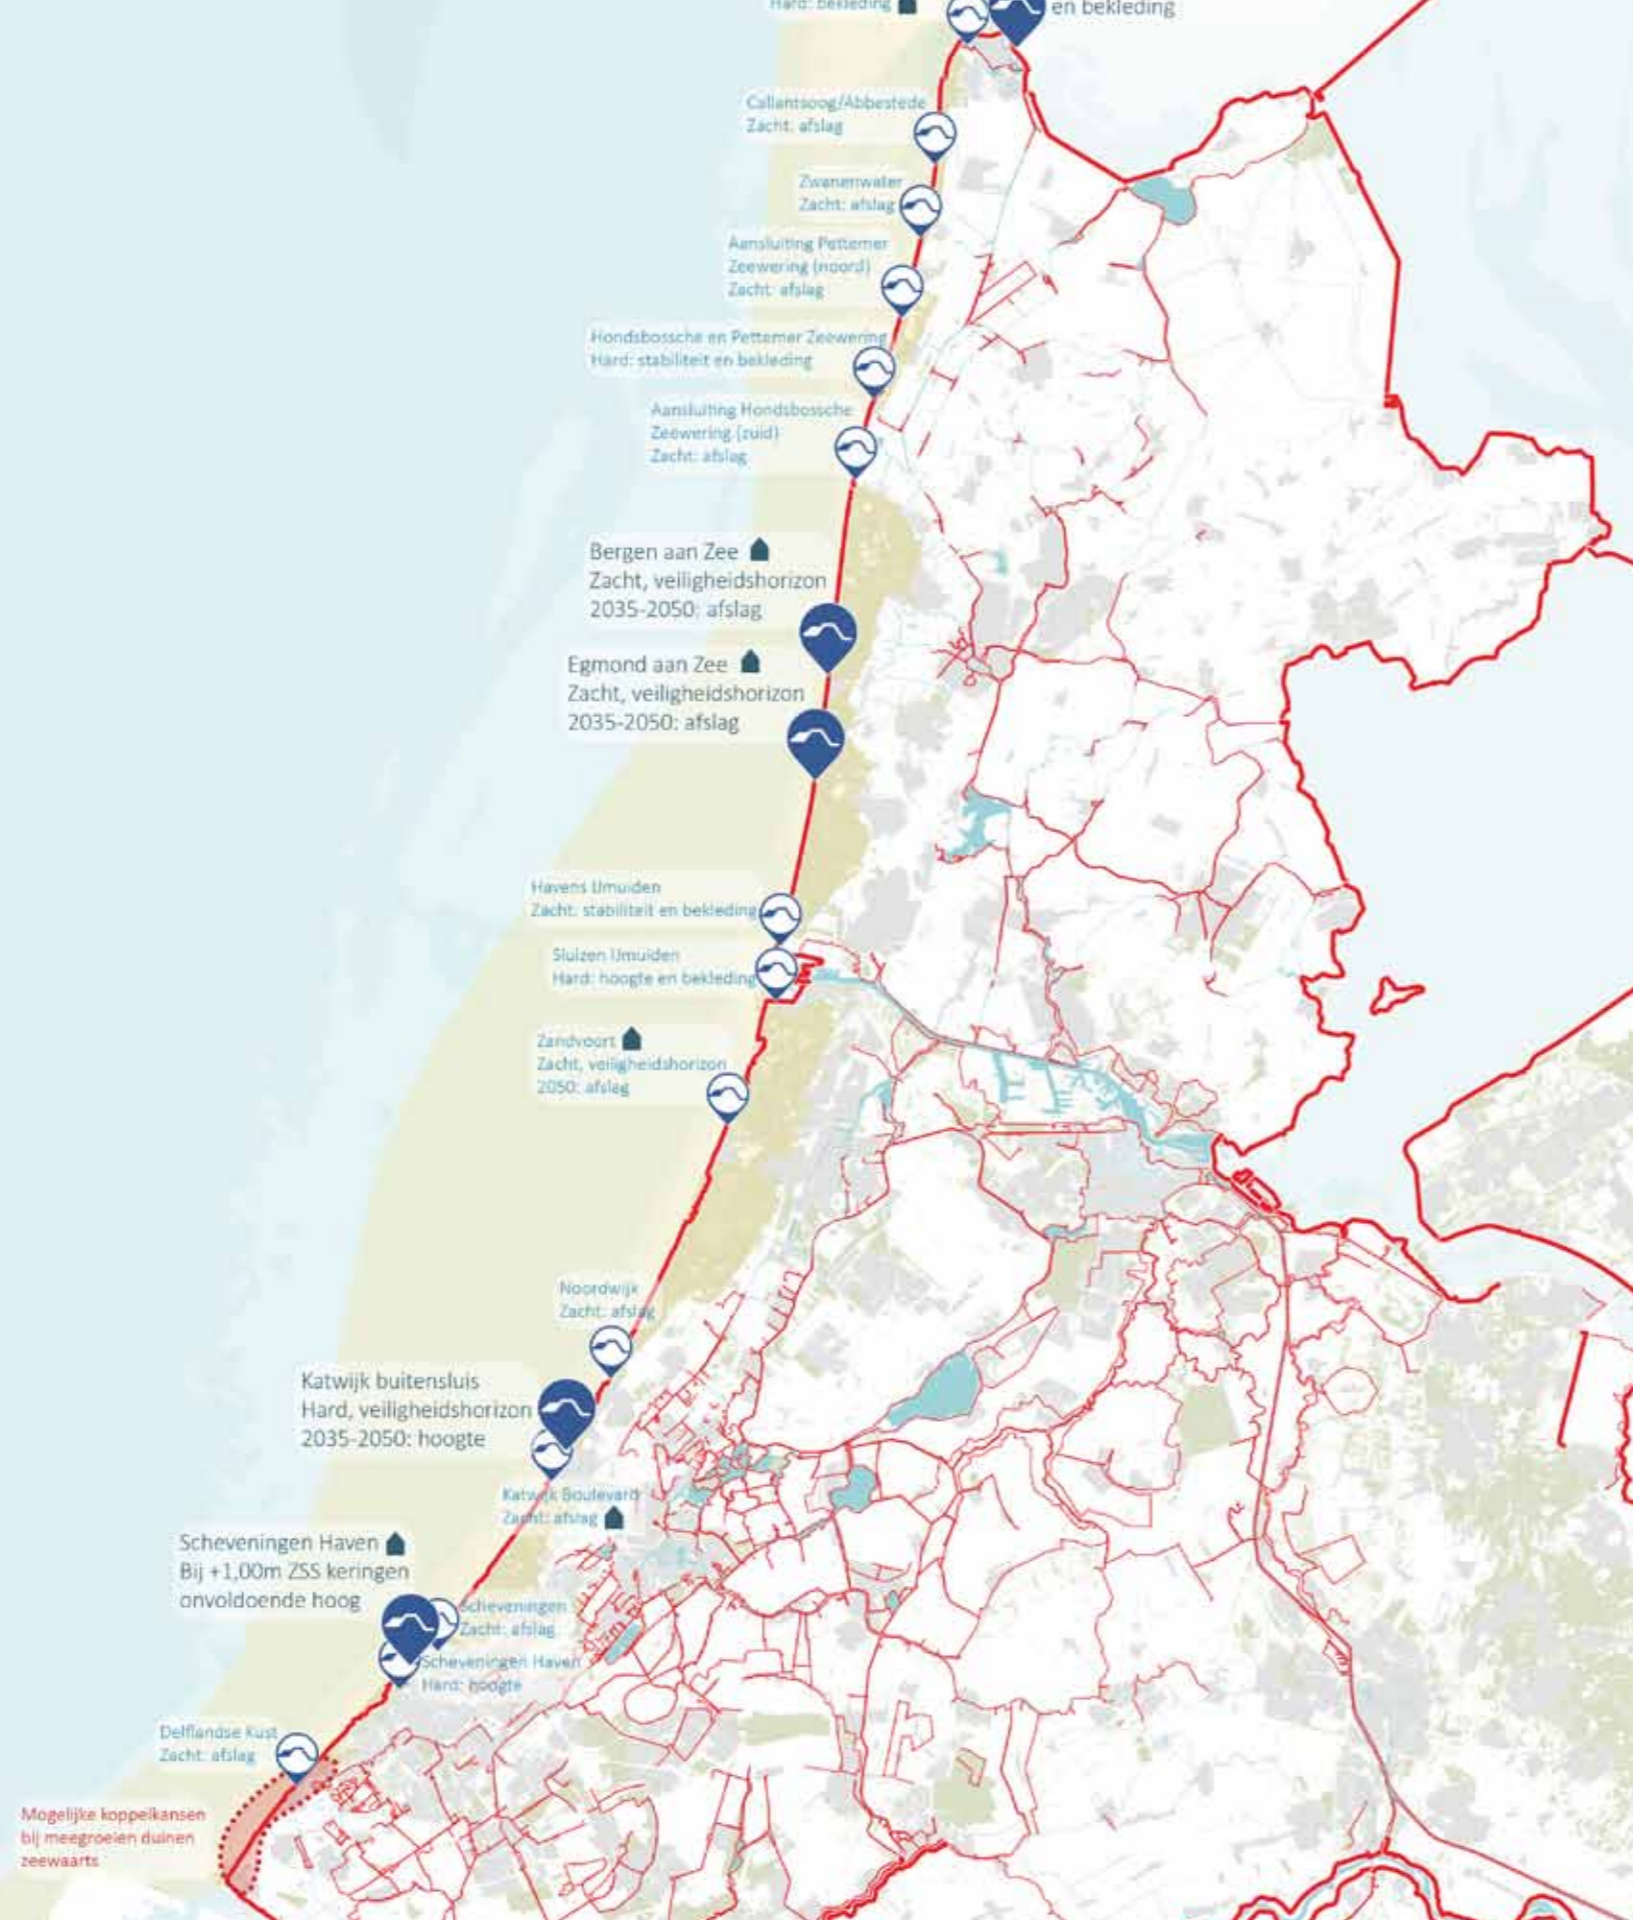 Hard: bekleding
en bekleding
Callantsoog/Abbestede
Zacht: afslag
Zwanenwater
Zacht: afslag
Aansluiting Pettemer
Zeewering (noord)
Zacht: afslag
Hondsbossche en Pettemer Zeewering
Hard: stabiliteit en bekleding
Aansluiting Hondsbossche
Zeewering (zuid)
Zacht: afslag
Bergen aan Zee
Zacht, veiligheidshorizon
2035-2050: afslag
Egmond aan Zee
Zacht, veiligheidshorizon
2035-2050: afslag
Havens IJmuiden
Zacht: stabiliteit en bekleding
Sluizen IJmuiden
Hard: hoogte en bekleding
Zandvoort
Zacht, veiligheidshorizon
2050: afslag
Noordwijk
Zacht: afslag
Katwijk buitensluis
Hard, veiligheidshorizon
2035-2050: hoogte
Katwijk Boulevard
Zacht: afslag
Scheveningen Haven
Bij +1,00m ZSS keringen
onvoldoende hoog
Scheveningen
Zacht: afslag
Scheveningen Haven
Hard: hoogte
Delflandse Kust
Zacht: afslag
Mogelijke koppelkansen
bij meegroeien duinen
zeewaarts